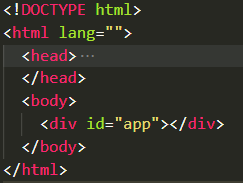 <!DOCTYPE html>
<html lang="">
  <head>···
  </head>
  <body>
    <div id="app"></div>
  </body>
</html>